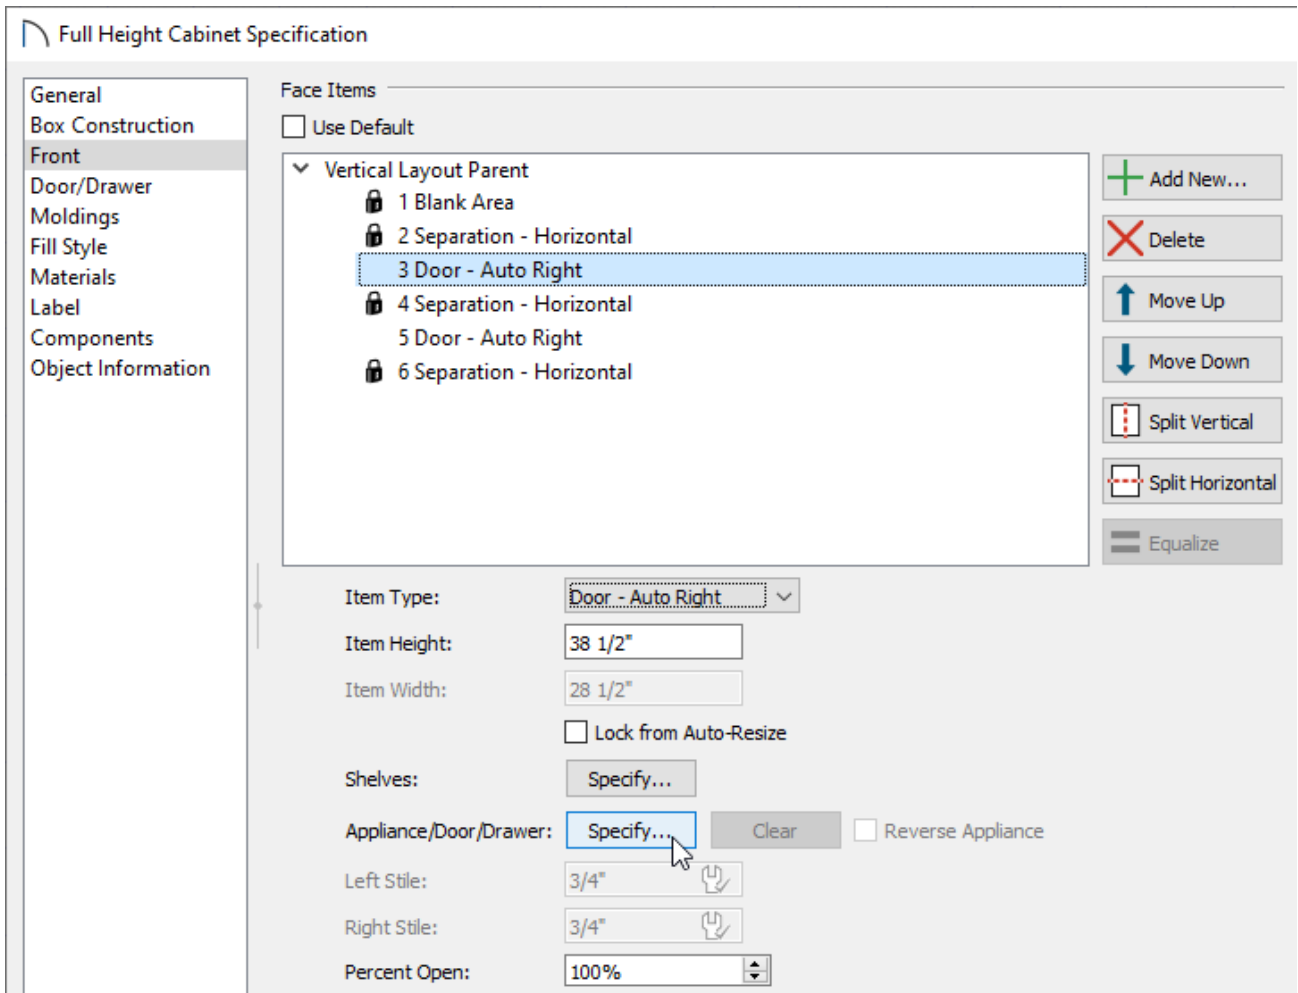 Full Height Cabinet Specification
General
Box Construction
Front
Door/Drawer
Moldings
Fill Style
Materials
Label
Components
Object Information
Face Items
Use Default
Vertical Layout Parent
1 Blank Area
2 Separation - Horizontal
3 Door - Auto Right
4 Separation - Horizontal
5 Door - Auto Right
6 Separation - Horizontal
Add New...
Delete
Move Up
Move Down
Split Vertical
Split Horizontal
Equalize
Item Type: Door - Auto Right
Item Height: 38 1/2"
Item Width: 28 1/2"
Lock from Auto-Resize
Shelves: Specify...
Appliance/Door/Drawer: Specify... Clear Reverse Appliance
Left Stile: 3/4"
Right Stile: 3/4"
Percent Open: 100%